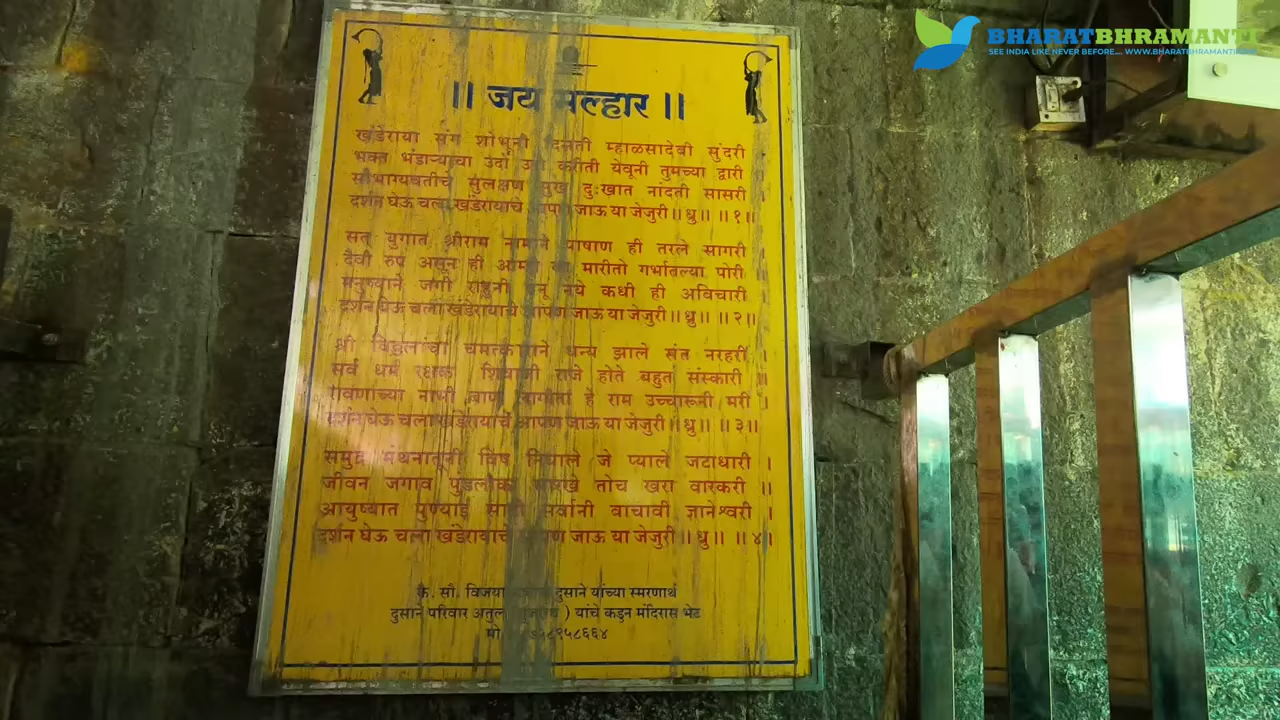 BHARATBHRAMANTI
SEE INDIA LIKE NEVER BEFORE... WWW.BHARATBHRAMANTI
॥ जय मल्हार ॥
खंडेराया संग शोभूनी दिसती म्हाळसादेवी सुंदरी
भक्त भंडाऱ्याचा उदो उदो करीती येवूनी तुमच्या द्वारी
सौभाग्यवतीचे सुलक्षण सुख दुःखात नांदती सासरी ।
दर्शन घेऊ चला खंडेरायाचे आपण जाऊ या जेजुरी॥ ध्रु॥ ॥१॥
सत् युगात श्रीराम नामाने पाषाण ही तरले सागरी ।
दैवी रुप असून ही मारीतो गर्भातल्या पोरी
मनुष्याने जगी राहुनी नये कधी ही अविचारी
दर्शन घेऊ चला खंडेरायाचे आपण जाऊ या जेजुरी॥ ध्रु॥ ॥२॥
श्री विठ्ठलाच्या चमत्काराने धन्य झाले संत नरहरी ।
सर्व धर्म रक्षक शिवाजी राजे होते बहुत संस्कारी ॥
रावणाच्या नाभी बाण लागीता हे राम उच्चारूनी मरी ।
दर्शन घेऊ चला खंडेरायाचे आपण जाऊ या जेजुरी॥ ध्रु॥ ॥३॥
समुद्र मंथनातूनी विष निघाले जे प्याले जटाधारी ।
जीवन जगाव पुंडलीका सारखे तोच खरा वारकरी ॥
आयुष्यात पुण्याई साठी सर्वानी वाचावी ज्ञानेश्वरी ।
दर्शन घेऊ चला खंडेरायाचे आपण जाऊ या जेजुरी॥ ध्रु॥ ॥४॥
कै. सौ. विजया दुसाने यांच्या स्मरणार्थ
दुसाने परिवार अतुल ) यांचे कडुन मंदिरास भेट
मो.